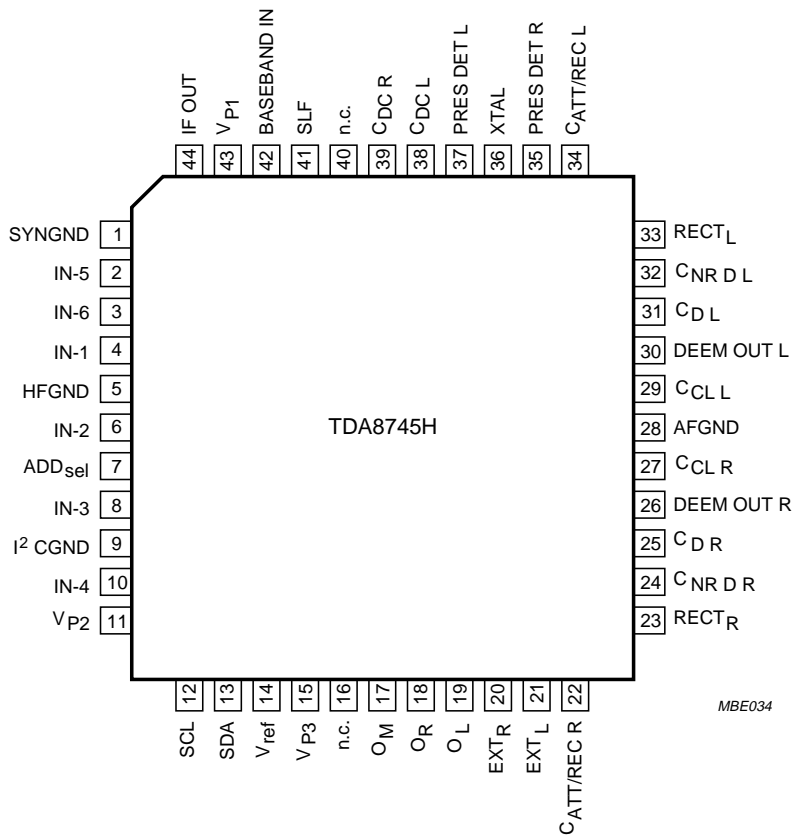 IF OUT
VP1
BASEBAND IN
SLF
n.c.
CDC R
CDC L
PRES DET L
XTAL
PRES DET R
CATT/REC L
44
43
42
41
40
39
38
37
36
35
34
SYNGND 1
IN-5 2
IN-6 3
IN-1 4
HFGND 5
IN-2 6
ADDsel 7
IN-3 8
I² CGND 9
IN-4 10
VP2 11
TDA8745H
33 RECTL
32 CNR D L
31 CD L
30 DEEM OUT L
29 CCL L
28 AFGND
27 CCL R
26 DEEM OUT R
25 CD R
24 CNR D R
23 RECTR
12
13
14
15
16
17
18
19
20
21
22
SCL
SDA
Vref
VP3
n.c.
OM
OR
OL
EXTR
EXTL
CATT/REC R
MBE034